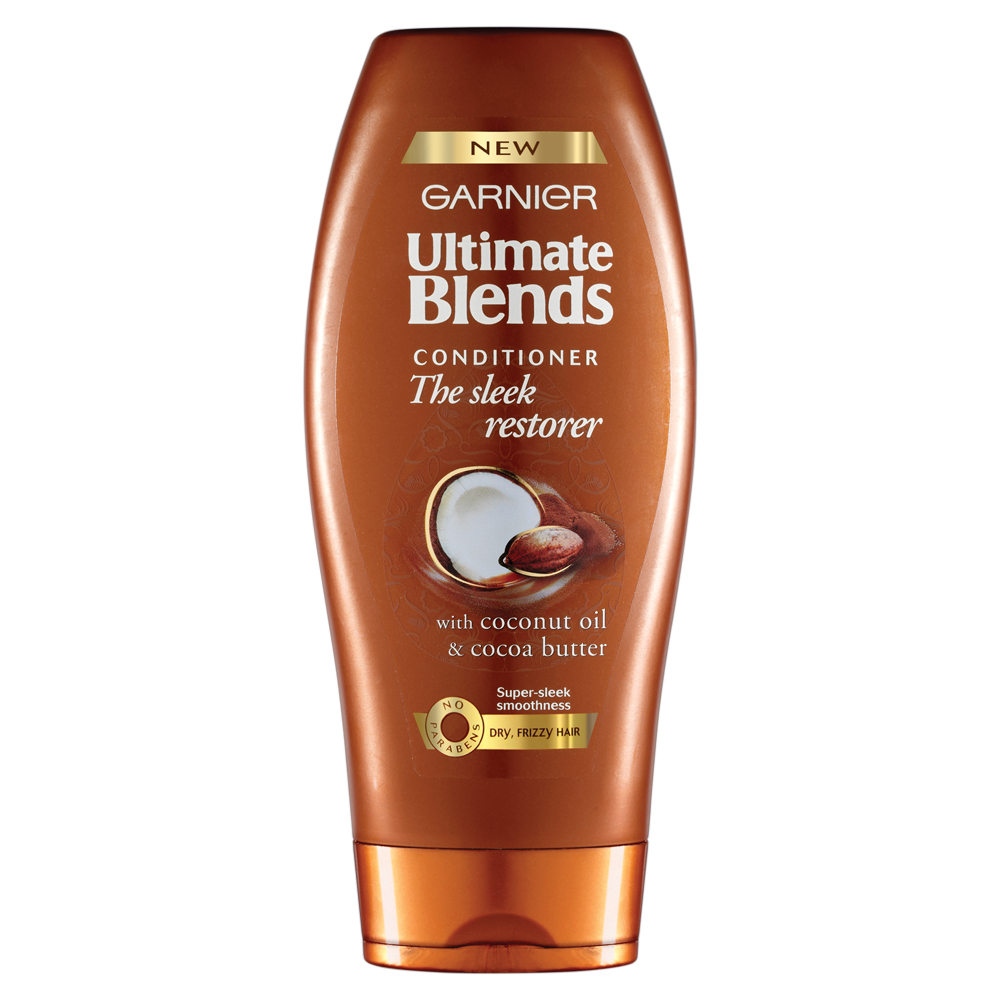 NEW
GARNIER
Ultimate
Blends
CONDITIONER
The sleek
restorer
with coconut oil
& cocoa butter
Super-sleek
smoothness
NO PARABENS
DRY, FRIZZY HAIR